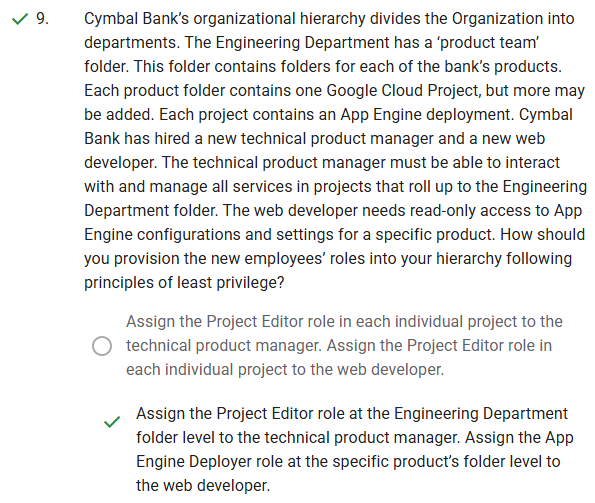 9. Cymbal Bank’s organizational hierarchy divides the Organization into
departments. The Engineering Department has a ‘product team’
folder. This folder contains folders for each of the bank’s products.
Each product folder contains one Google Cloud Project, but more may
be added. Each project contains an App Engine deployment. Cymbal
Bank has hired a new technical product manager and a new web
developer. The technical product manager must be able to interact
with and manage all services in projects that roll up to the Engineering
Department folder. The web developer needs read-only access to App
Engine configurations and settings for a specific product. How should
you provision the new employees’ roles into your hierarchy following
principles of least privilege?
Assign the Project Editor role in each individual project to the
technical product manager. Assign the Project Editor role in
each individual project to the web developer.
Assign the Project Editor role at the Engineering Department
folder level to the technical product manager. Assign the App
Engine Deployer role at the specific product’s folder level to
the web developer.